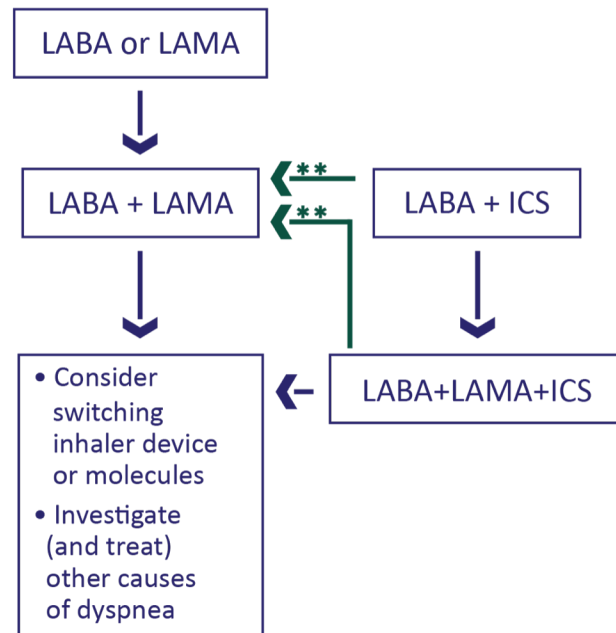 LABA or LAMA
**
LABA + LAMA
LABA + ICS
**
• Consider
switching
inhaler device
or molecules
LABA+LAMA+ICS
• Investigate
(and treat)
other causes
of dyspnea